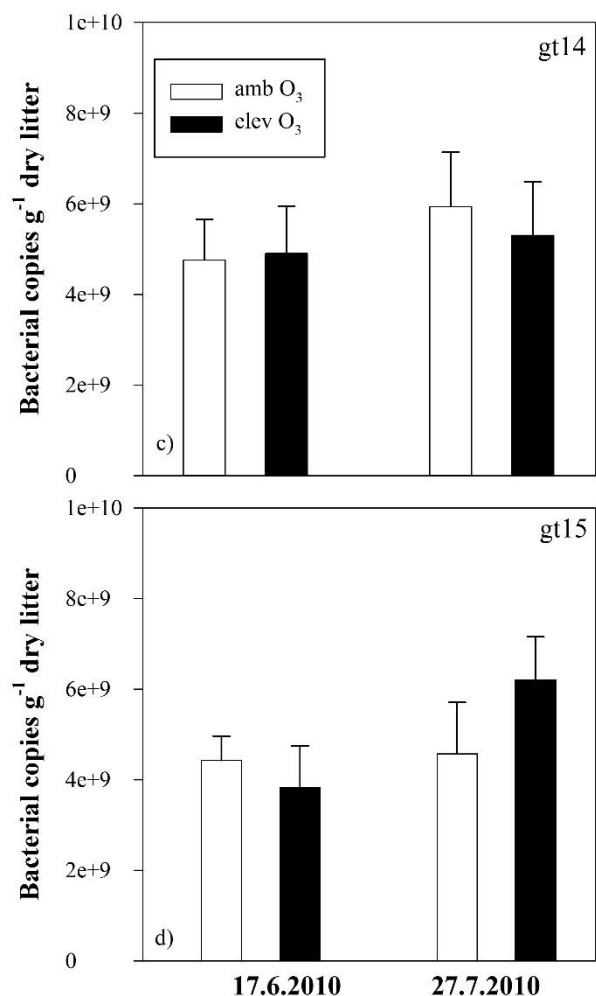 1e+10
gt14
amb O₃
elev O₃
8e+9
6e+9
4e+9
2e+9
0
c)
Bacterial copies g⁻¹ dry litter
1e+10
gt15
8e+9
6e+9
4e+9
2e+9
0
d)
Bacterial copies g⁻¹ dry litter
17.6.2010 27.7.2010